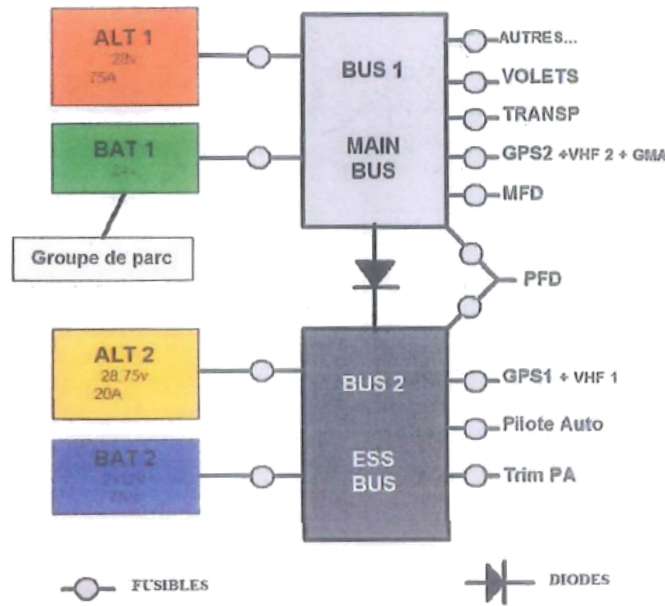 ALT 1
28v
75A
BAT 1
24v
Groupe de parc
BUS 1
MAIN
BUS
AUTRES...
VOLETS
TRANSP
GPS2 +VHF 2 + GMA
MFD
PFD
ALT 2
28.75v
20A
BAT 2
BUS 2
ESS
BUS
GPS1 + VHF 1
Pilote Auto
Trim PA
FUSIBLES
DIODES